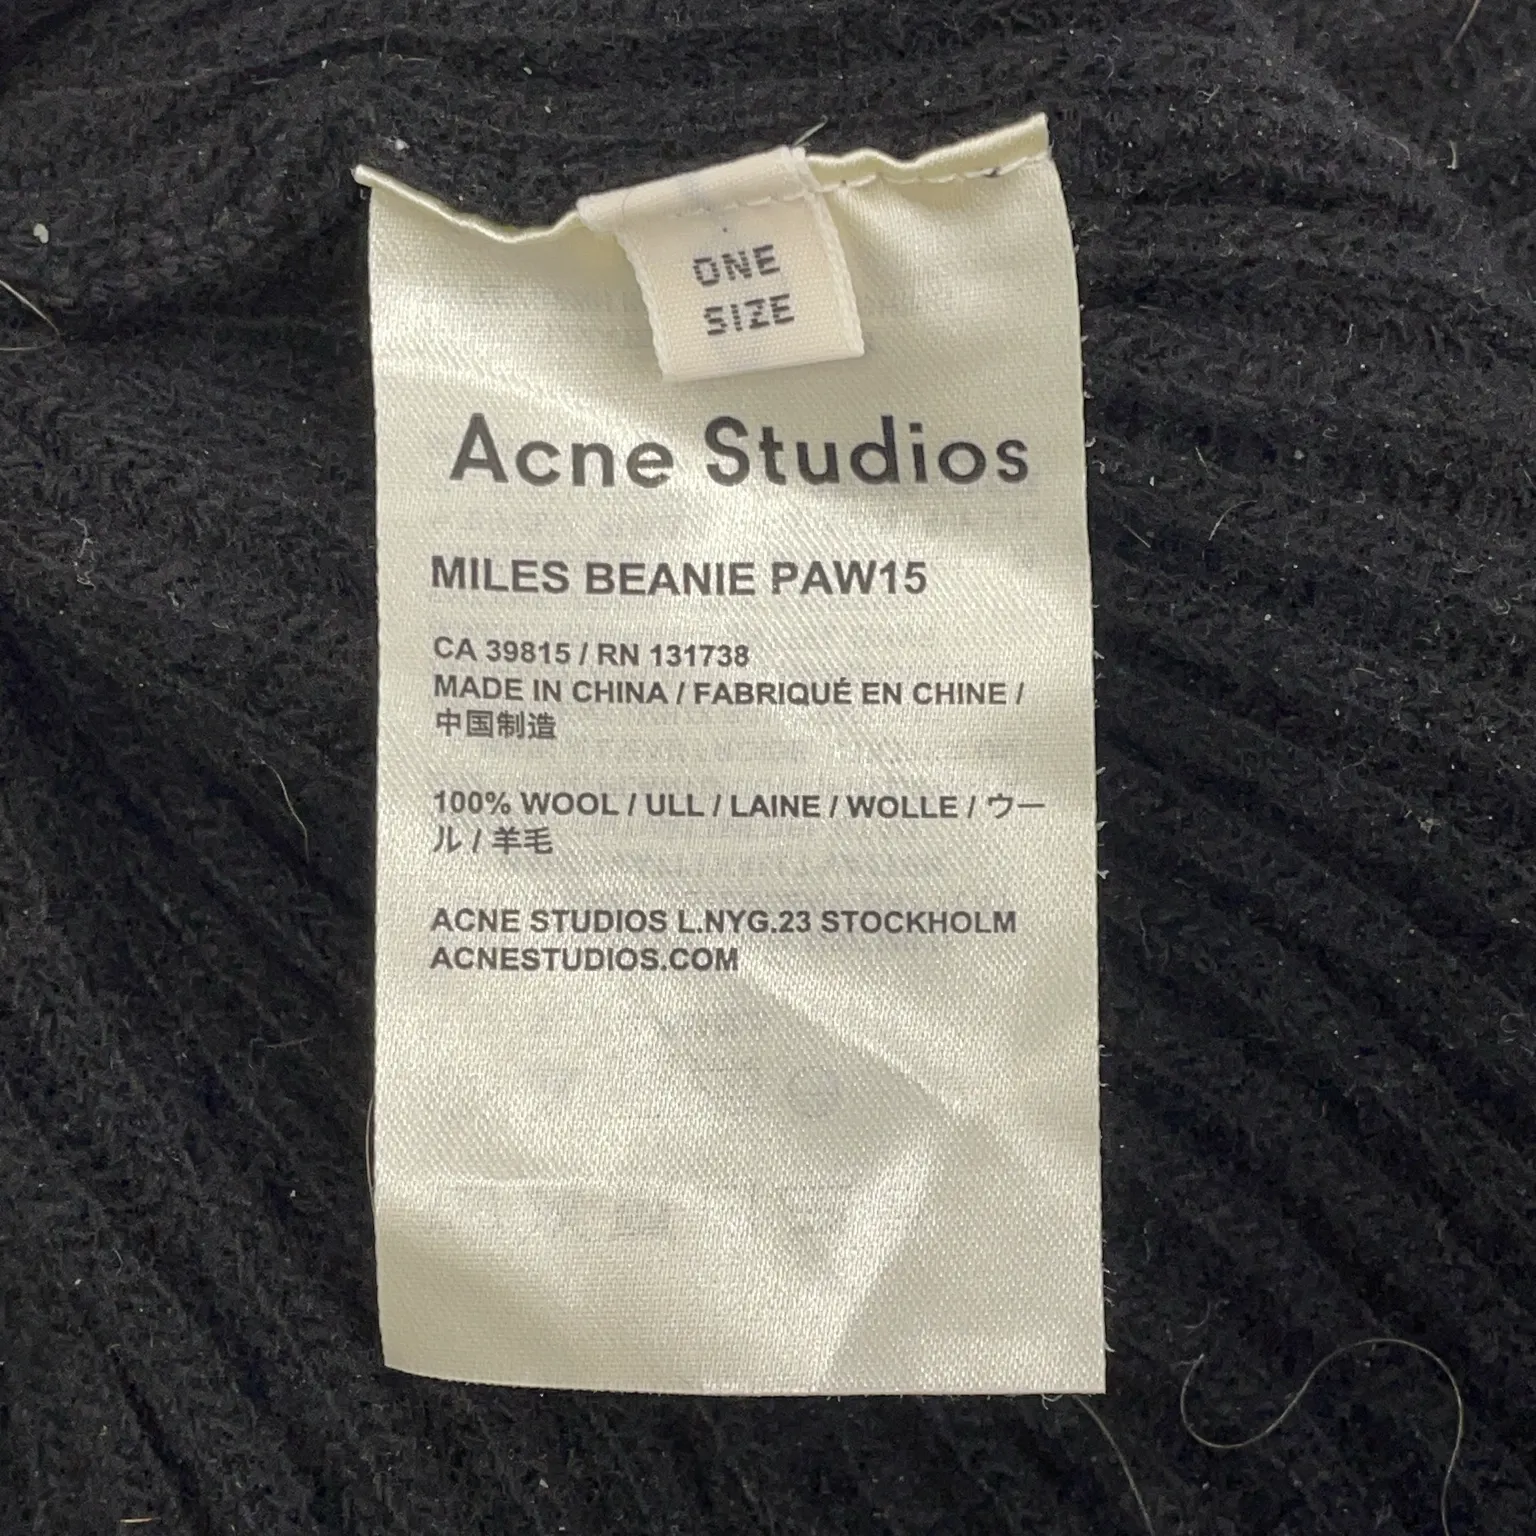 ONE
SIZE
Acne Studios
MILES BEANIE PAW15
CA 39815 / RN 131738
MADE IN CHINA / FABRIQUÉ EN CHINE /
中国制造
100% WOOL / ULL / LAINE / WOLLE / ウー
ル / 羊毛
ACNE STUDIOS L.NYG.23 STOCKHOLM
ACNESTUDIOS.COM